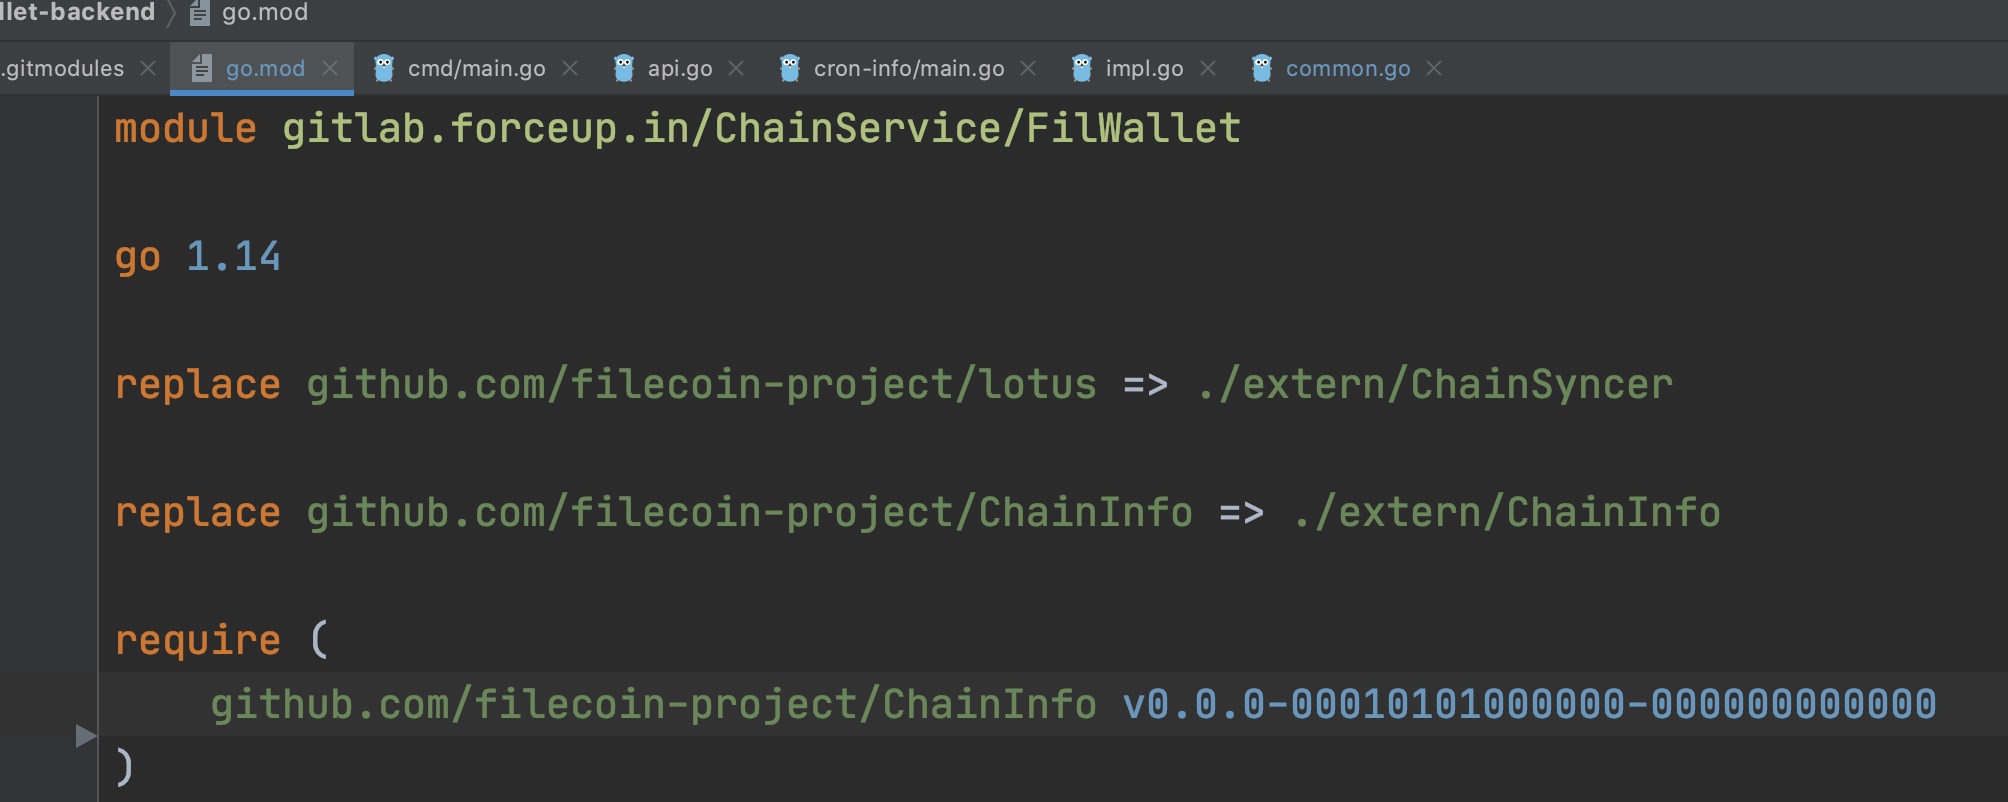 llet-backend go.mod
.gitmodules go.mod cmd/main.go api.go cron-info/main.go impl.go common.go
module gitlab.forceup.in/ChainService/FilWallet
go 1.14
replace github.com/filecoin-project/lotus => ./extern/ChainSyncer
replace github.com/filecoin-project/ChainInfo => ./extern/ChainInfo
require (
github.com/filecoin-project/ChainInfo v0.0.0-00010101000000-000000000000
)